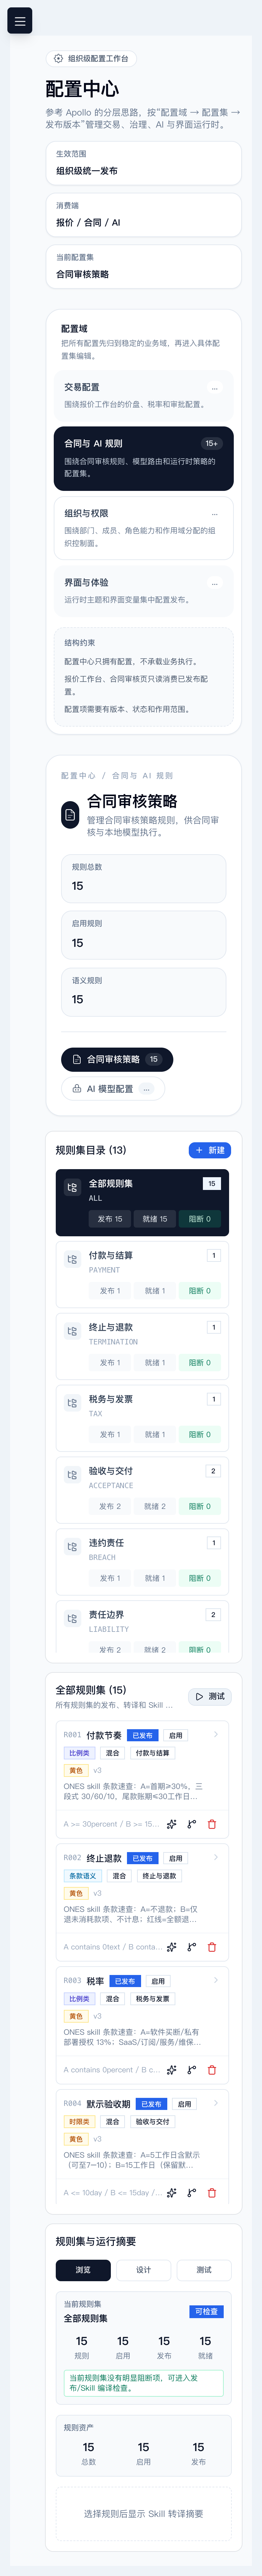 组织级配置工作台
配置中心
参考 Apollo 的分层思路，按“配置域 → 配置集 →
发布版本”管理交易、治理、AI 与界面运行时。
生效范围
组织级统一发布
消费端
报价 / 合同 / AI
当前配置集
合同审核策略
配置域
把所有配置先归到稳定的业务域，再进入具体配
置集编辑。
交易配置
...
围绕报价工作台的价盘、税率和审批配置。
合同与 AI 规则
15+
围绕合同审核规则、模型路由和运行时策略的
配置集。
组织与权限
...
围绕部门、成员、角色能力和作用域分配的组
织控制面。
界面与体验
...
运行时主题和界面变量集中配置发布。
结构约束
配置中心只拥有配置，不承载业务执行。
报价工作台、合同审核页只读消费已发布配
置。
配置项需要有版本、状态和作用范围。
配置中心 / 合同与 AI 规则
合同审核策略
管理合同审核策略规则，供合同审
核与本地模型执行。
规则总数
15
启用规则
15
语义规则
15
合同审核策略 15
AI 模型配置 ...
规则集目录 (13)
新建
全部规则集
15
ALL
发布 15 就绪 15 阻断 0
付款与结算
1
PAYMENT
发布 1 就绪 1 阻断 0
终止与退款
1
TERMINATION
发布 1 就绪 1 阻断 0
税务与发票
1
TAX
发布 1 就绪 1 阻断 0
验收与交付
2
ACCEPTANCE
发布 2 就绪 2 阻断 0
违约责任
1
BREACH
发布 1 就绪 1 阻断 0
责任边界
2
LIABILITY
发布 2 就绪 2 阻断 0
全部规则集 (15)
测试
所有规则集的发布、转译和 Skill ...
R001 付款节奏 已发布 启用
比例类 混合 付款与结算
黄色 v3
ONES skill 条款速查：A=首期≥30%，三
段式 30/60/10，尾款账期≤30工作日...
A >= 30percent / B >= 15...
R002 终止退款 已发布 启用
条款语义 混合 终止与退款
黄色 v3
ONES skill 条款速查：A=不退款；B=仅
退未消耗款项、不计息；红线=全额退...
A contains 0text / B conta...
R003 税率 已发布 启用
比例类 混合 税务与发票
黄色 v3
ONES skill 条款速查：A=软件买断/私有
部署授权 13%；SaaS/订阅/服务/维保...
A contains 0percent / B c...
R004 默示验收期 已发布 启用
时限类 混合 验收与交付
黄色 v3
ONES skill 条款速查：A=5工作日含默示
（可至7–10）；B=15工作日（保留默...
A <= 10day / B <= 15day /...
规则集与运行摘要
浏览 设计 测试
当前规则集
全部规则集
可检查
15 15 15 15
规则 启用 发布 就绪
当前规则集没有明显阻断项，可进入发
布/Skill 编译检查。
规则资产
15 15 15
总数 启用 发布
选择规则后显示 Skill 转译摘要